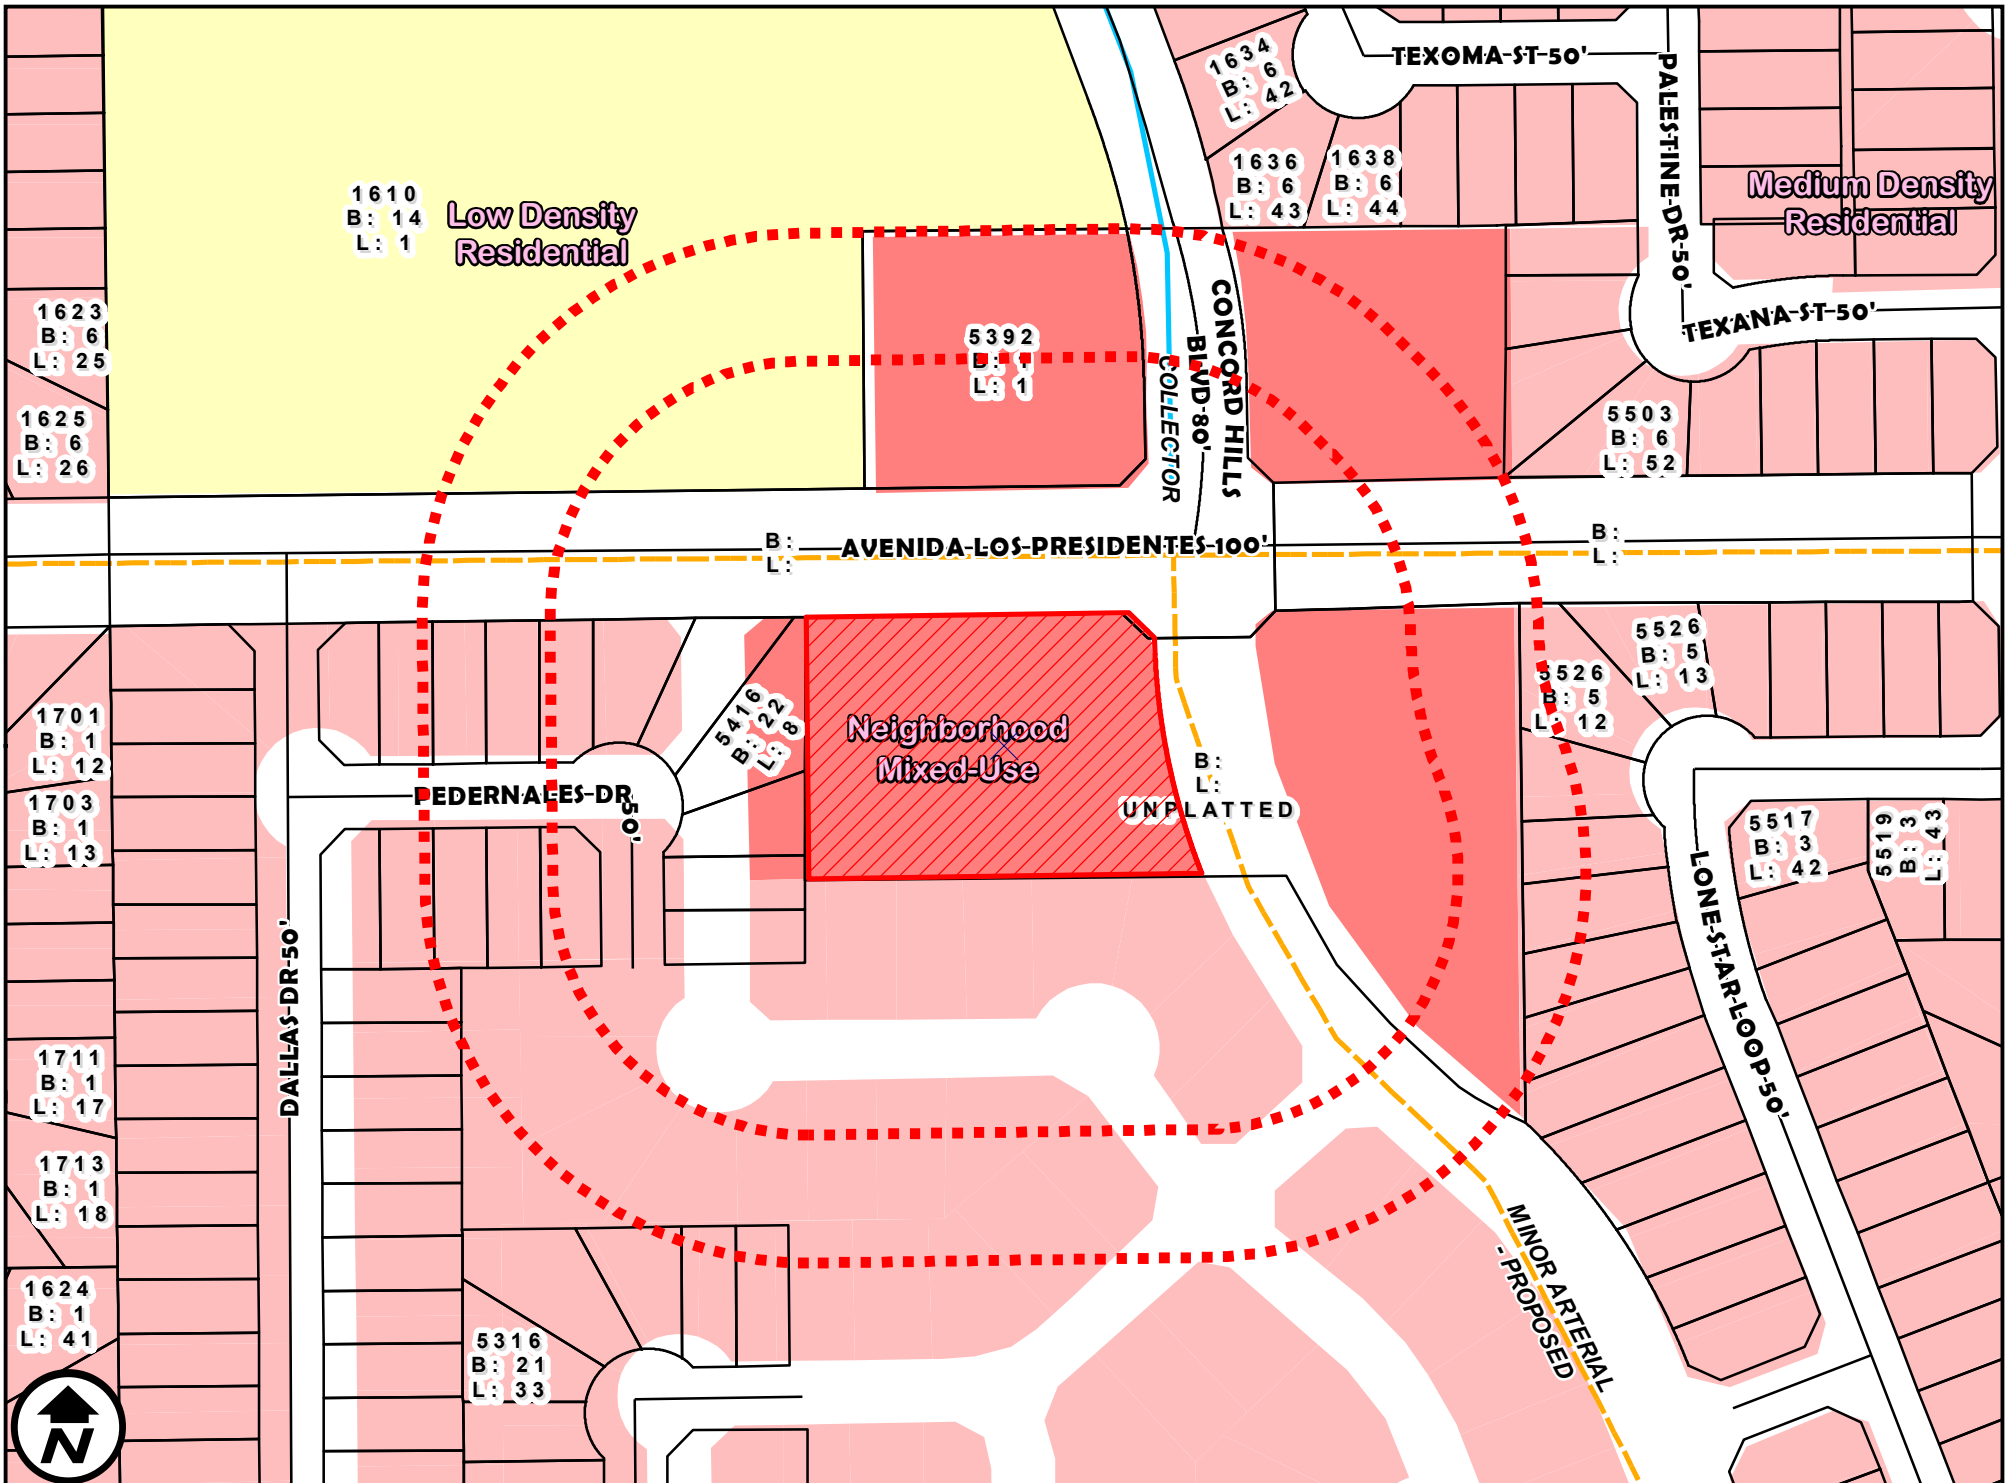 TEXOMA-ST-50'
PALESTINE-DR-50'
1634
B: 6
L: 42
1636
B: 6
L: 43
1638
B: 6
L: 44
Medium Density
Residential
1610
B: 14
L: 1
Low Density
Residential
TEXANA-ST-50'
1623
B: 6
L: 25
5392
B: 1
L: 1
CONCORD HILLS
BLVD-80'
COLLECTOR
1625
B: 6
L: 26
5503
B: 6
L: 52
B:
L:
AVENIDA-LOS-PRESIDENTES-100'
B:
L:
5526
B: 5
L: 13
5526
B: 5
L: 12
5416
B: 22
L: 8
Neighborhood
Mixed-Use
1701
B: 1
L: 12
B:
L:
UNPLATTED
PEDERNALES-DR
50'
1703
B: 1
L: 13
5517
B: 3
L: 42
5519
B: 3
L: 43
LONE-STAR-LOOP-50'
DALLAS-DR-50'
1711
B: 1
L: 17
1713
B: 1
L: 18
MINOR ARTERIAL
- PROPOSED
1624
B: 1
L: 41
5316
B: 21
L: 33
N